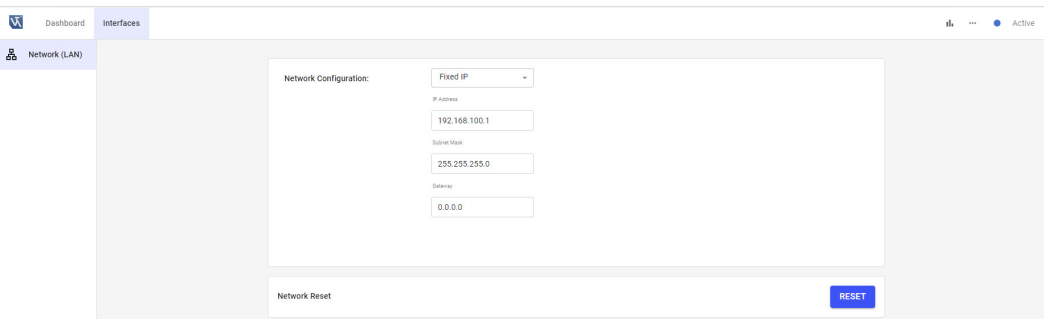 Dashboard Interfaces Active
Network (LAN)
Network Configuration: Fixed IP
IP Address
192.168.100.1
Subnet Mask
255.255.255.0
Gateway
0.0.0.0
Network Reset RESET